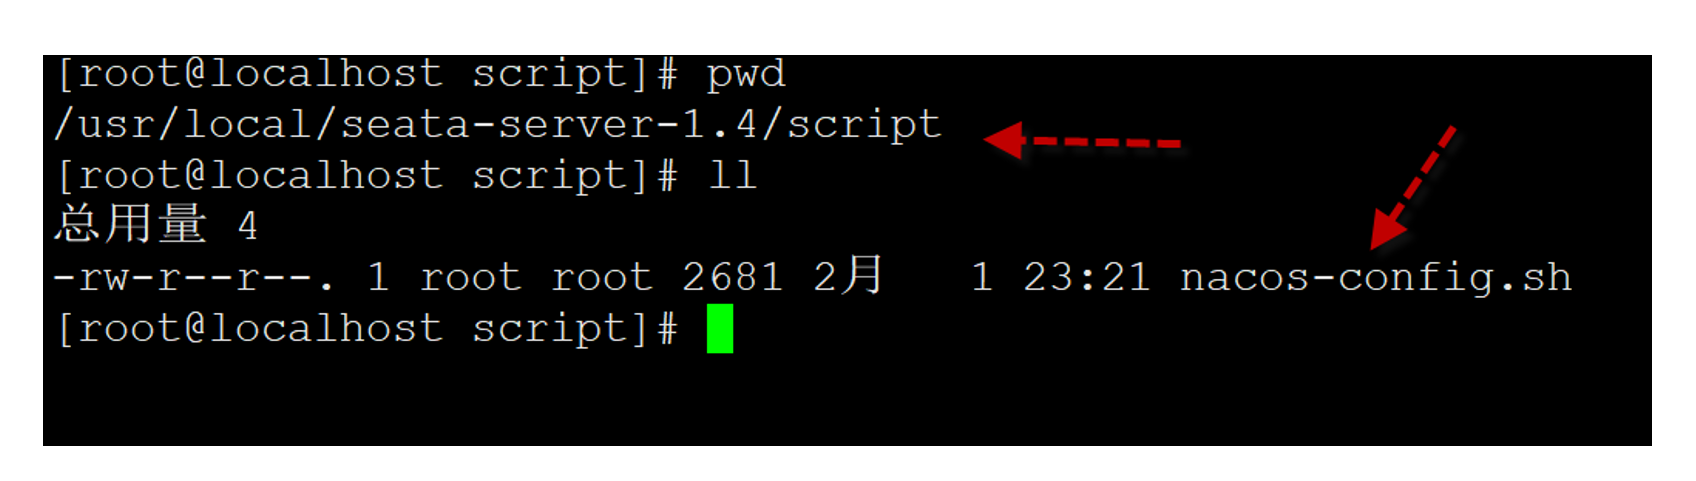 [root@localhost script]# pwd
/usr/local/seata-server-1.4/script
[root@localhost script]# ll
总用量 4
-rw-r--r--. 1 root root 2681 2月   1 23:21 nacos-config.sh
[root@localhost script]#